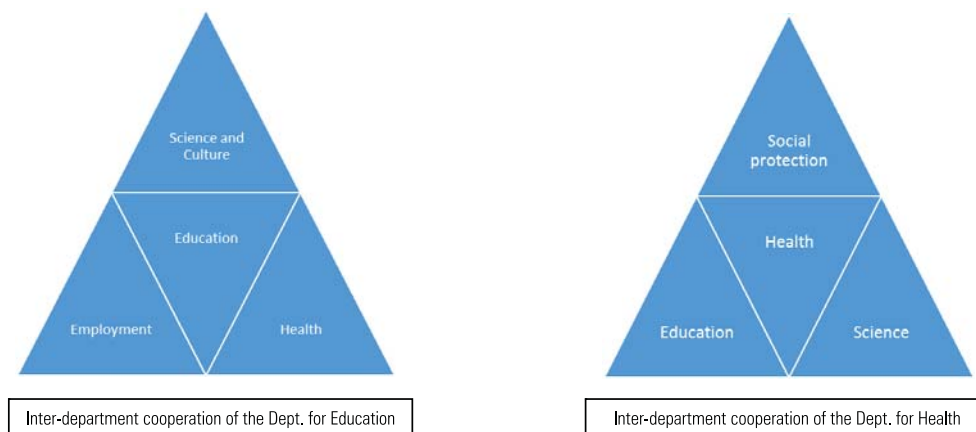 Science and
Culture
Education
Employment
Health
Inter-department cooperation of the Dept. for Education
Social
protection
Health
Education
Science
Inter-department cooperation of the Dept. for Health